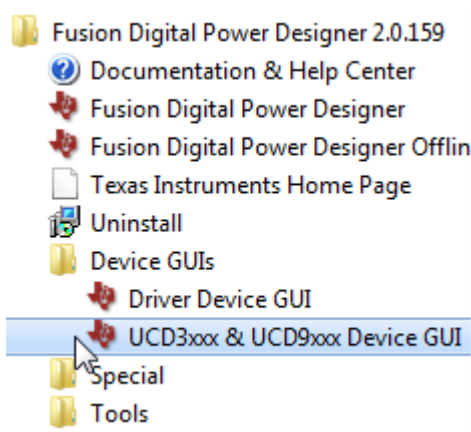 Fusion Digital Power Designer 2.0.159
Documentation & Help Center
Fusion Digital Power Designer
Fusion Digital Power Designer Offlin
Texas Instruments Home Page
Uninstall
Device GUIs
Driver Device GUI
UCD3xxx & UCD9xxx Device GUI
Special
Tools